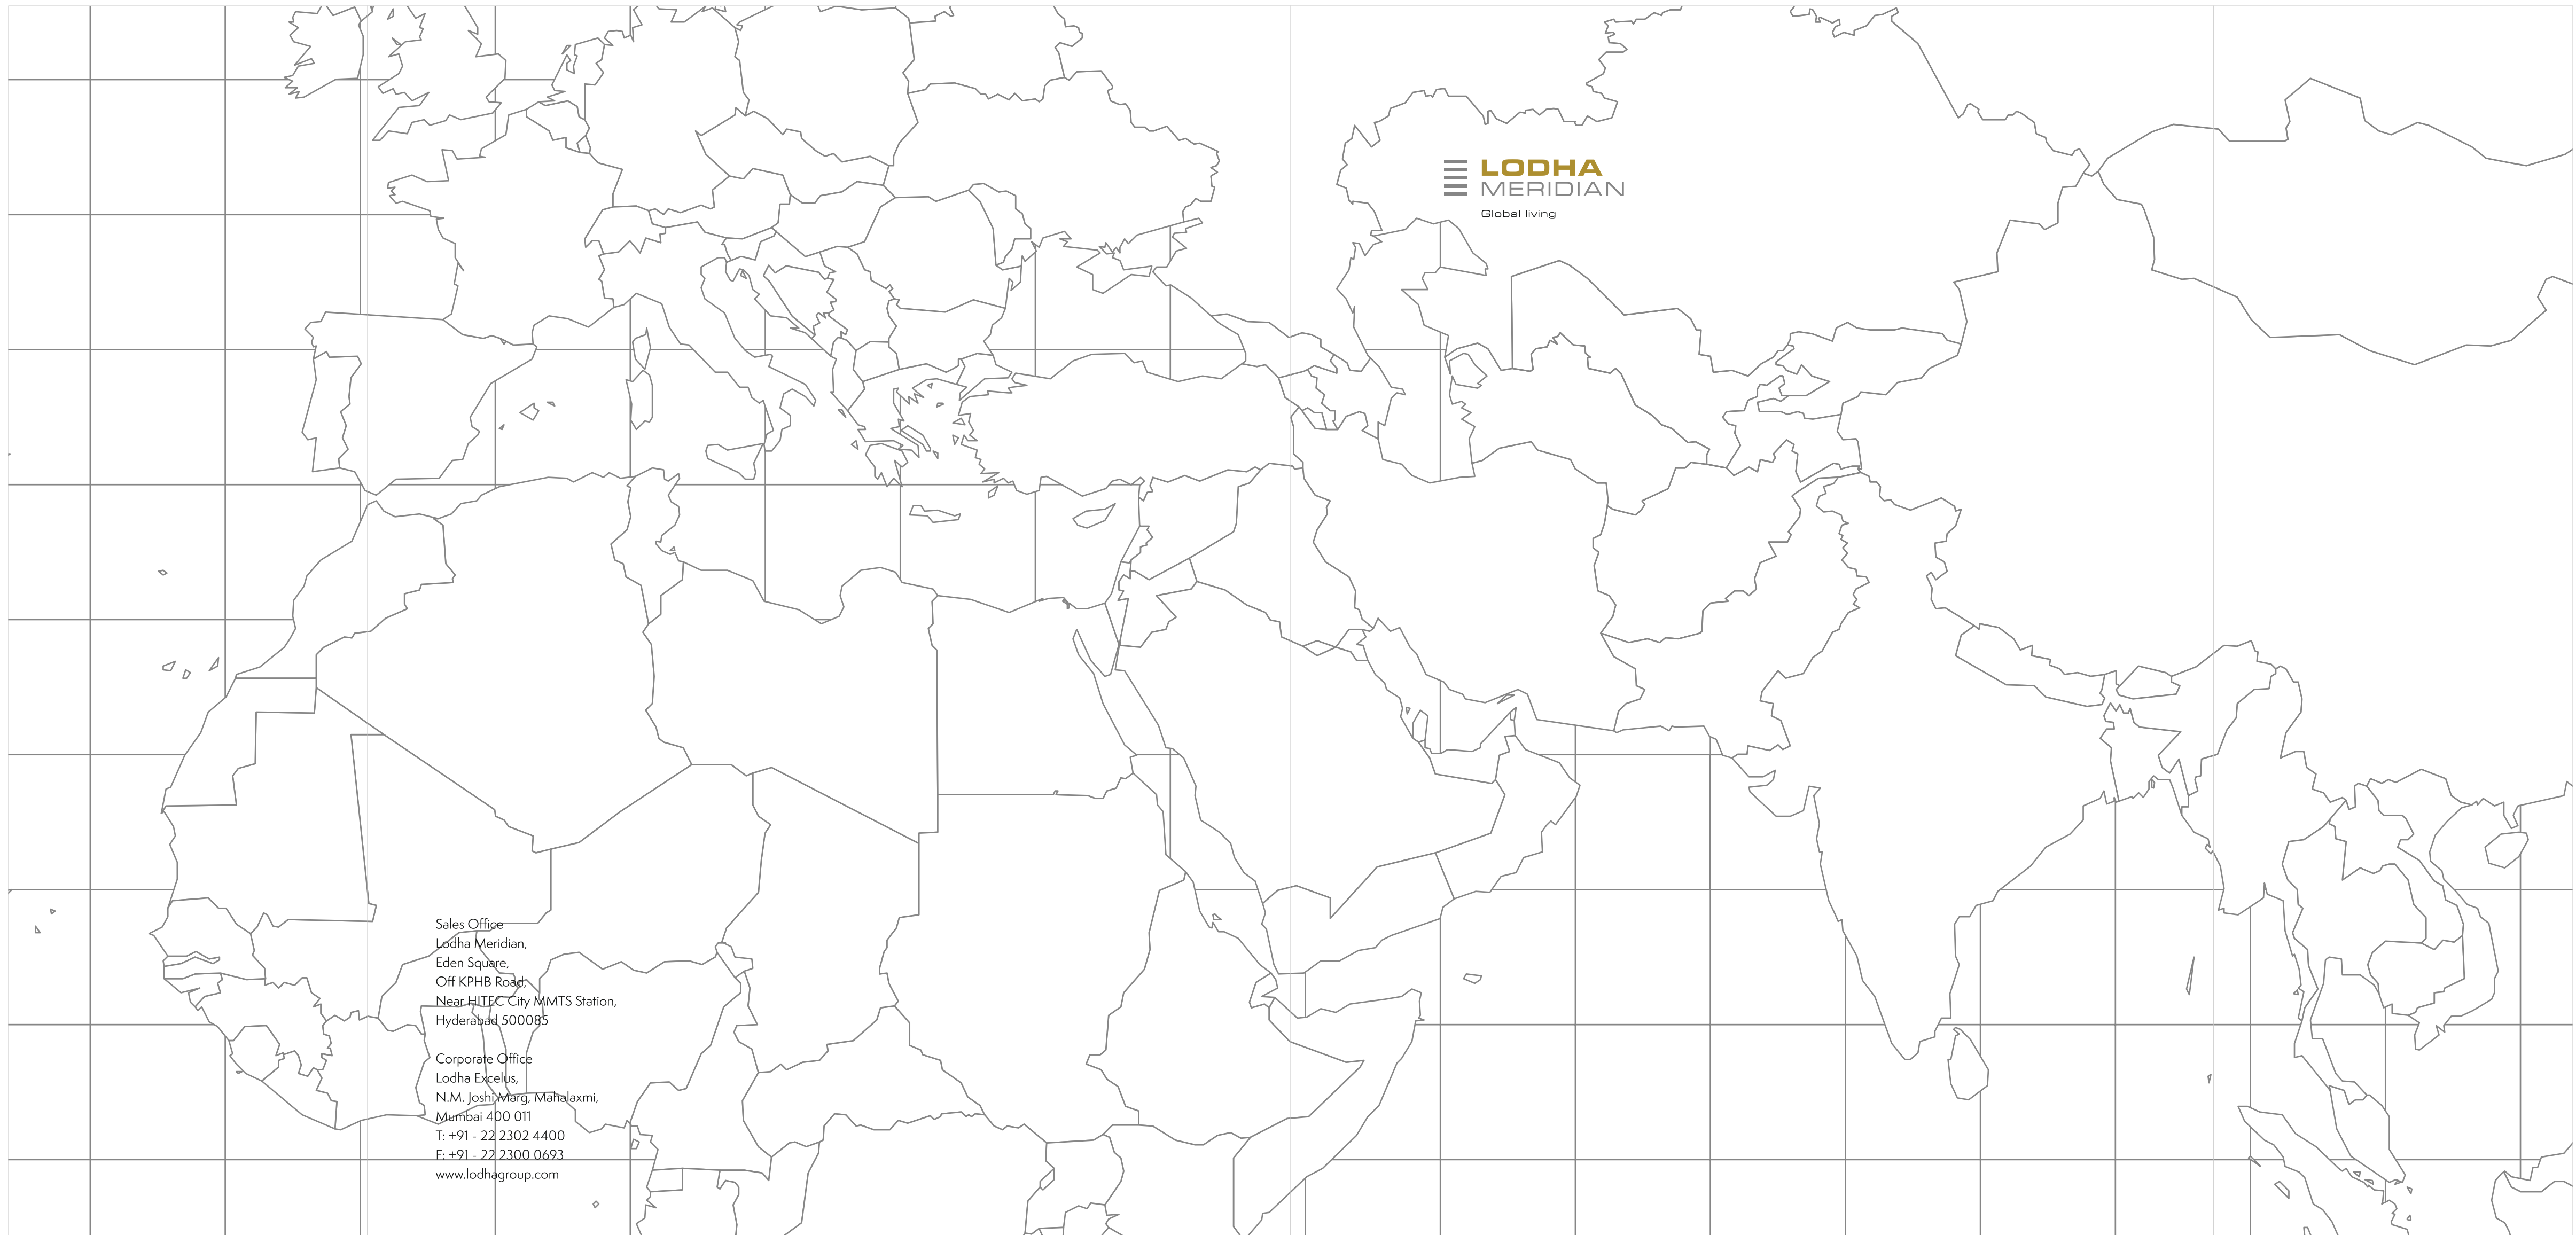 LODHA
MERIDIAN
Global living
Sales Office
Lodha Meridian,
Eden Square,
Off KPHB Road,
Near HITEC City MMTS Station,
Hyderabad 500085
Corporate Office
Lodha Excelus,
N.M. Joshi Marg, Mahalaxmi,
Mumbai 400 011
T: +91 - 22 2302 4400
F: +91 - 22 2300 0693
www.lodhagroup.com